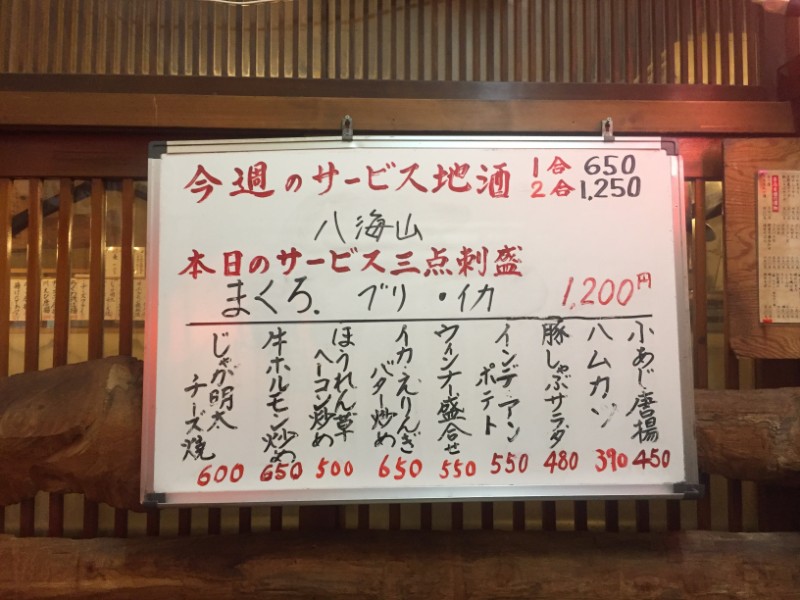 今週のサービス地酒 1合 650
2合 1,250
八海山
本日のサービス三点刺盛
まぐろ. ブリ・イカ 1,200円
小あじ唐揚 450
ハムカツ 390
豚しゃぶサラダ 480
インデアンポテト 550
ウィンナー盛合せ 550
イカ・えりんぎバター炒め 650
ほうれん草ベーコン炒め 500
牛ホルモン炒め 650
じゃが明太チーズ焼 600